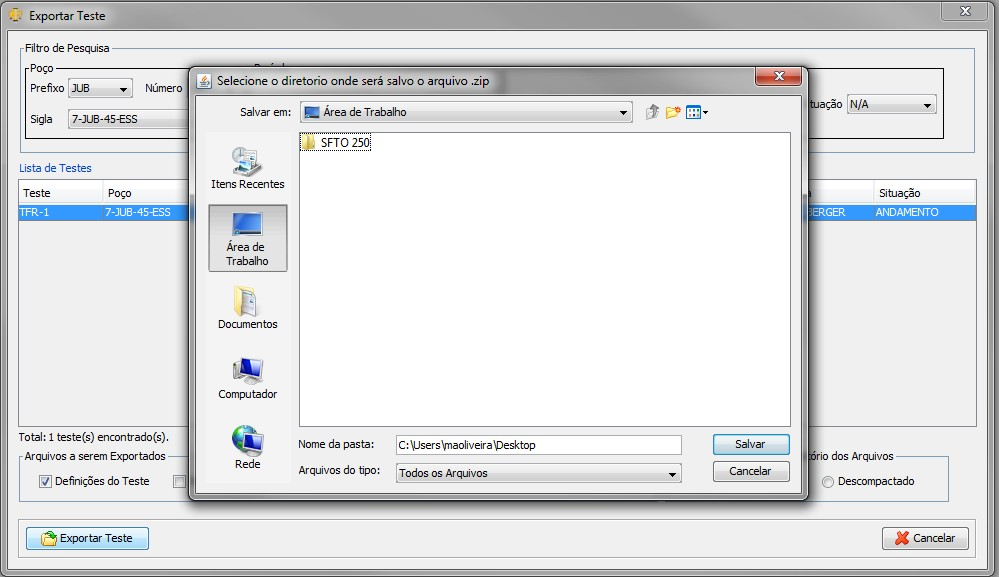 Exportar Teste
Filtro de Pesquisa
Poço
Prefixo JUB Número
Sigla 7-JUB-45-ESS
N/A
Lista de Testes
Teste Poço Situação
TFR-1 7-JUB-45-ESS ANDAMENTO
Total: 1 teste(s) encontrado(s).
Arquivos a serem Exportados
dos Arquivos
Definições do Teste
Descompactado
Exportar Teste
Cancelar
Selecione o diretorio onde será salvo o arquivo .zip
Salvar em: Área de Trabalho
SFTO 250
Itens Recentes
Área de
Trabalho
Documentos
Computador
Rede
Nome da pasta: C:\Users\maoliveira\Desktop Salvar
Arquivos do tipo: Todos os Arquivos Cancelar